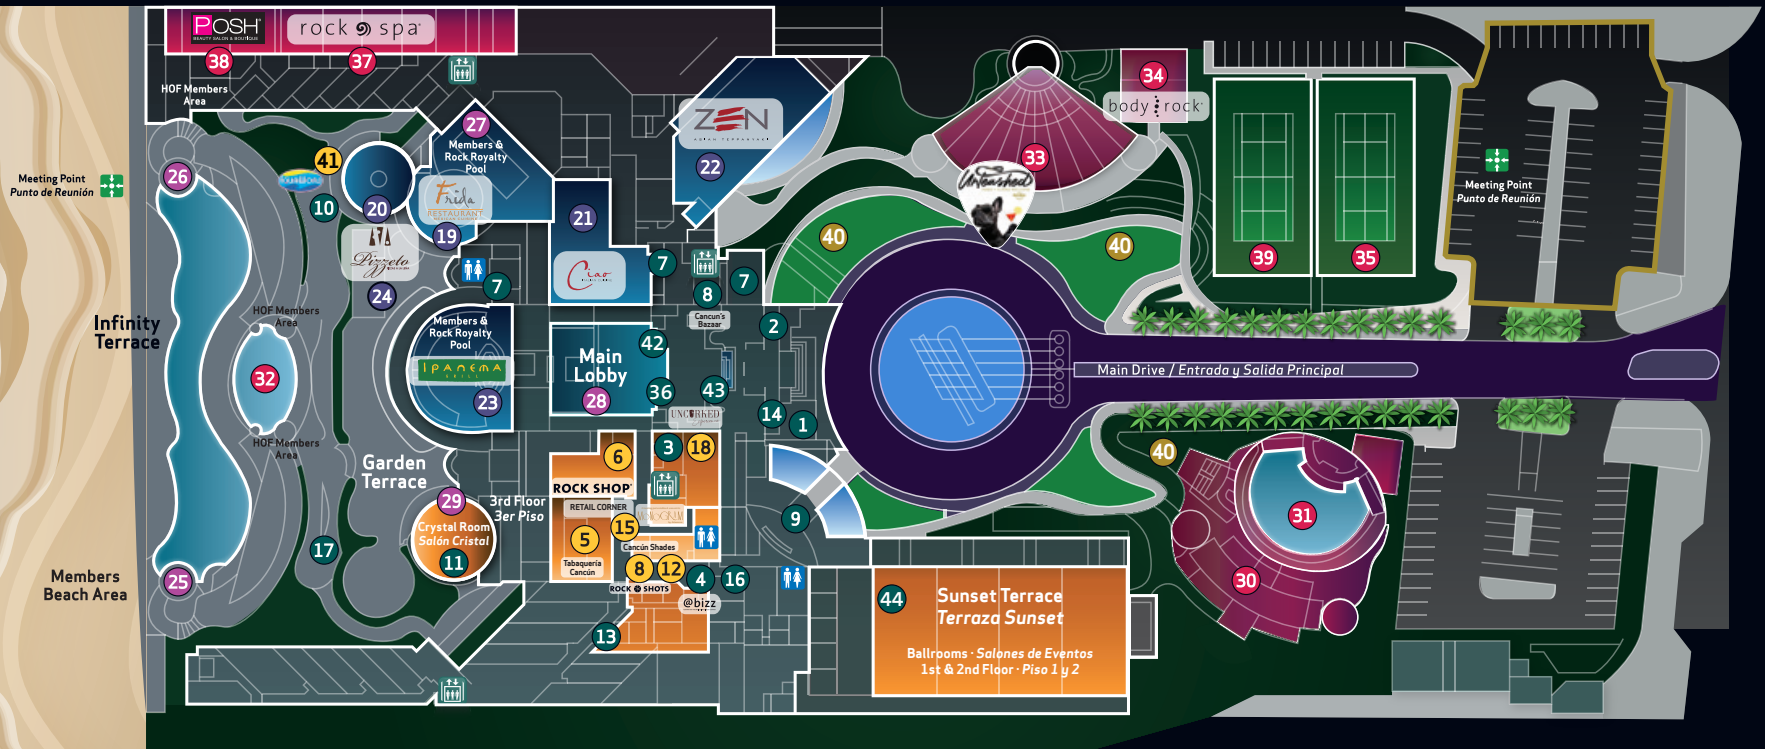 POSH
BEAUTY SALON & BOUTIQUE
rock spa
38
37
HOF Members
Area
34
body rock
27
Members &
Rock Royalty
Pool
ZEN
22
33
Unleashed
Meeting Point
Punto de Reunión
26
41
10
20
Frida
RESTAURANT
19
21
Ciao
7
Pizzeto
24
7
8
7
Cancun's
Bazaar
2
40
40
39
35
Meeting Point
Punto de Reunión
Infinity
Terrace
HOF Members
Area
32
HOF Members
Area
Members &
Rock Royalty
Pool
IPANEMA
GRILL
23
Main
Lobby
28
42
36
43
UNCORKED
14
1
Main Drive / Entrada y Salida Principal
Garden
Terrace
29
3rd Floor
3er Piso
Crystal Room
Salón Cristal
11
6
ROCK SHOP
RETAIL CORNER
3
18
MONOGRAM
15
5
Tabaquería
Cancún
Cancún Shades
8
12
ROCK SHOTS
4
16
@bizz
13
9
17
25
Members
Beach Area
44
Sunset Terrace
Terraza Sunset
Ballrooms · Salones de Eventos
1st & 2nd Floor · Piso 1 y 2
40
31
30